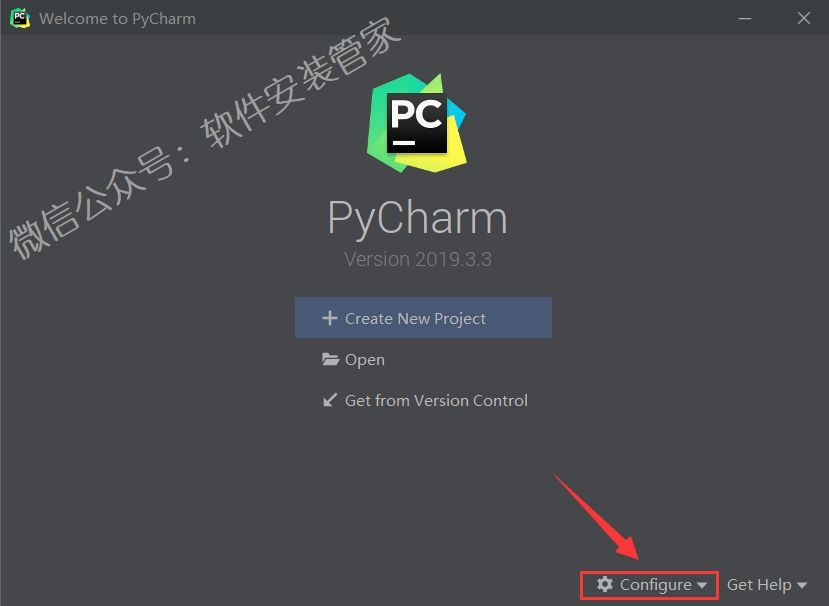 PC Welcome to PyCharm
微信公众号：软件安装管家
PC
PyCharm
Version 2019.3.3
Create New Project
Open
Get from Version Control
Configure Get Help